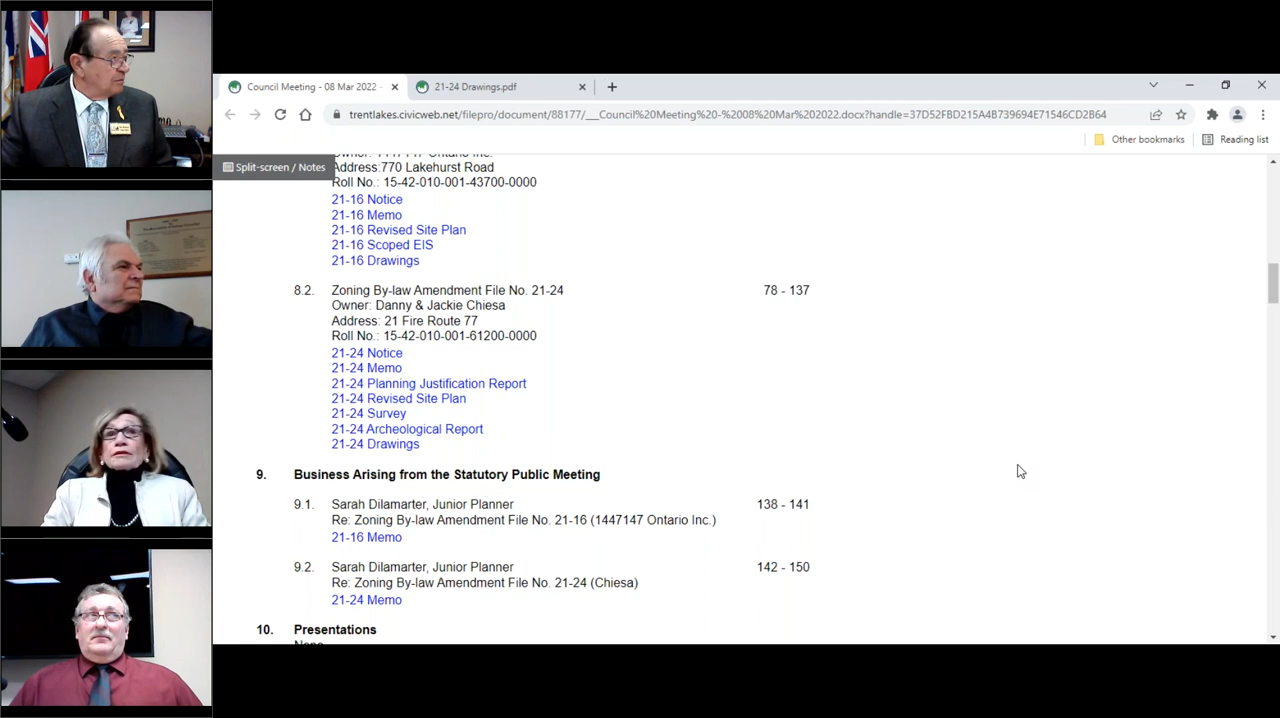 Council Meeting - 08 Mar 2022 -
21-24 Drawings.pdf
trentlakes.civicweb.net/filepro/document/88177/___Council%20Meeting%20-%2008%20Mar%202022.docx?handle=37D52FBD215A4B739694E71546CD2B64
Other bookmarks
Reading list
Split-screen / Notes
Address:770 Lakehurst Road
Roll No.: 15-42-010-001-43700-0000
21-16 Notice
21-16 Memo
21-16 Revised Site Plan
21-16 Scoped EIS
21-16 Drawings
8.2. Zoning By-law Amendment File No. 21-24 78 - 137
Owner: Danny & Jackie Chiesa
Address: 21 Fire Route 77
Roll No.: 15-42-010-001-61200-0000
21-24 Notice
21-24 Memo
21-24 Planning Justification Report
21-24 Revised Site Plan
21-24 Survey
21-24 Archeological Report
21-24 Drawings
9. Business Arising from the Statutory Public Meeting
9.1. Sarah Dilamarter, Junior Planner 138 - 141
Re: Zoning By-law Amendment File No. 21-16 (1447147 Ontario Inc.)
21-16 Memo
9.2. Sarah Dilamarter, Junior Planner 142 - 150
Re: Zoning By-law Amendment File No. 21-24 (Chiesa)
21-24 Memo
10. Presentations